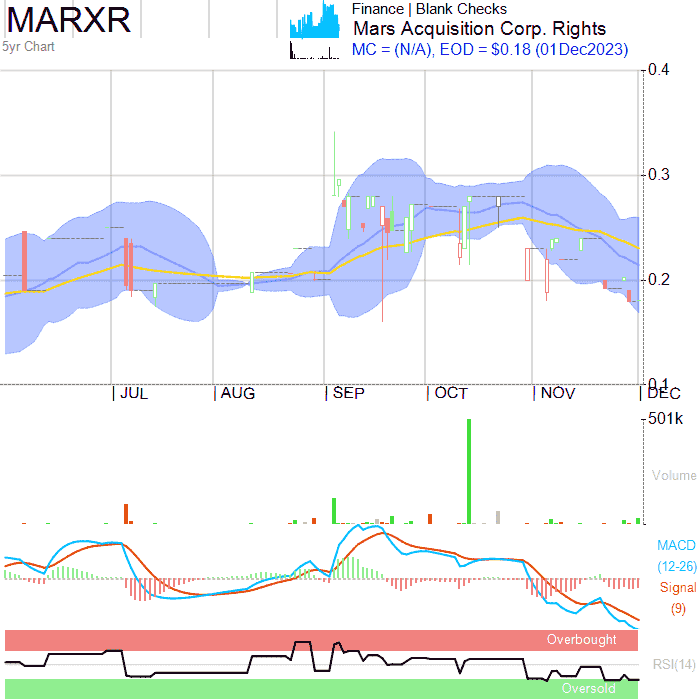 MARXR
5yr Chart
Finance | Blank Checks
Mars Acquisition Corp. Rights
MC = (N/A), EOD = $0.18 (01Dec2023)
0.4
0.3
0.2
0.1
JUL AUG SEP OCT NOV DEC
501k
Volume
MACD
(12-26)
Signal
(9)
Overbought
RSI(14)
Oversold